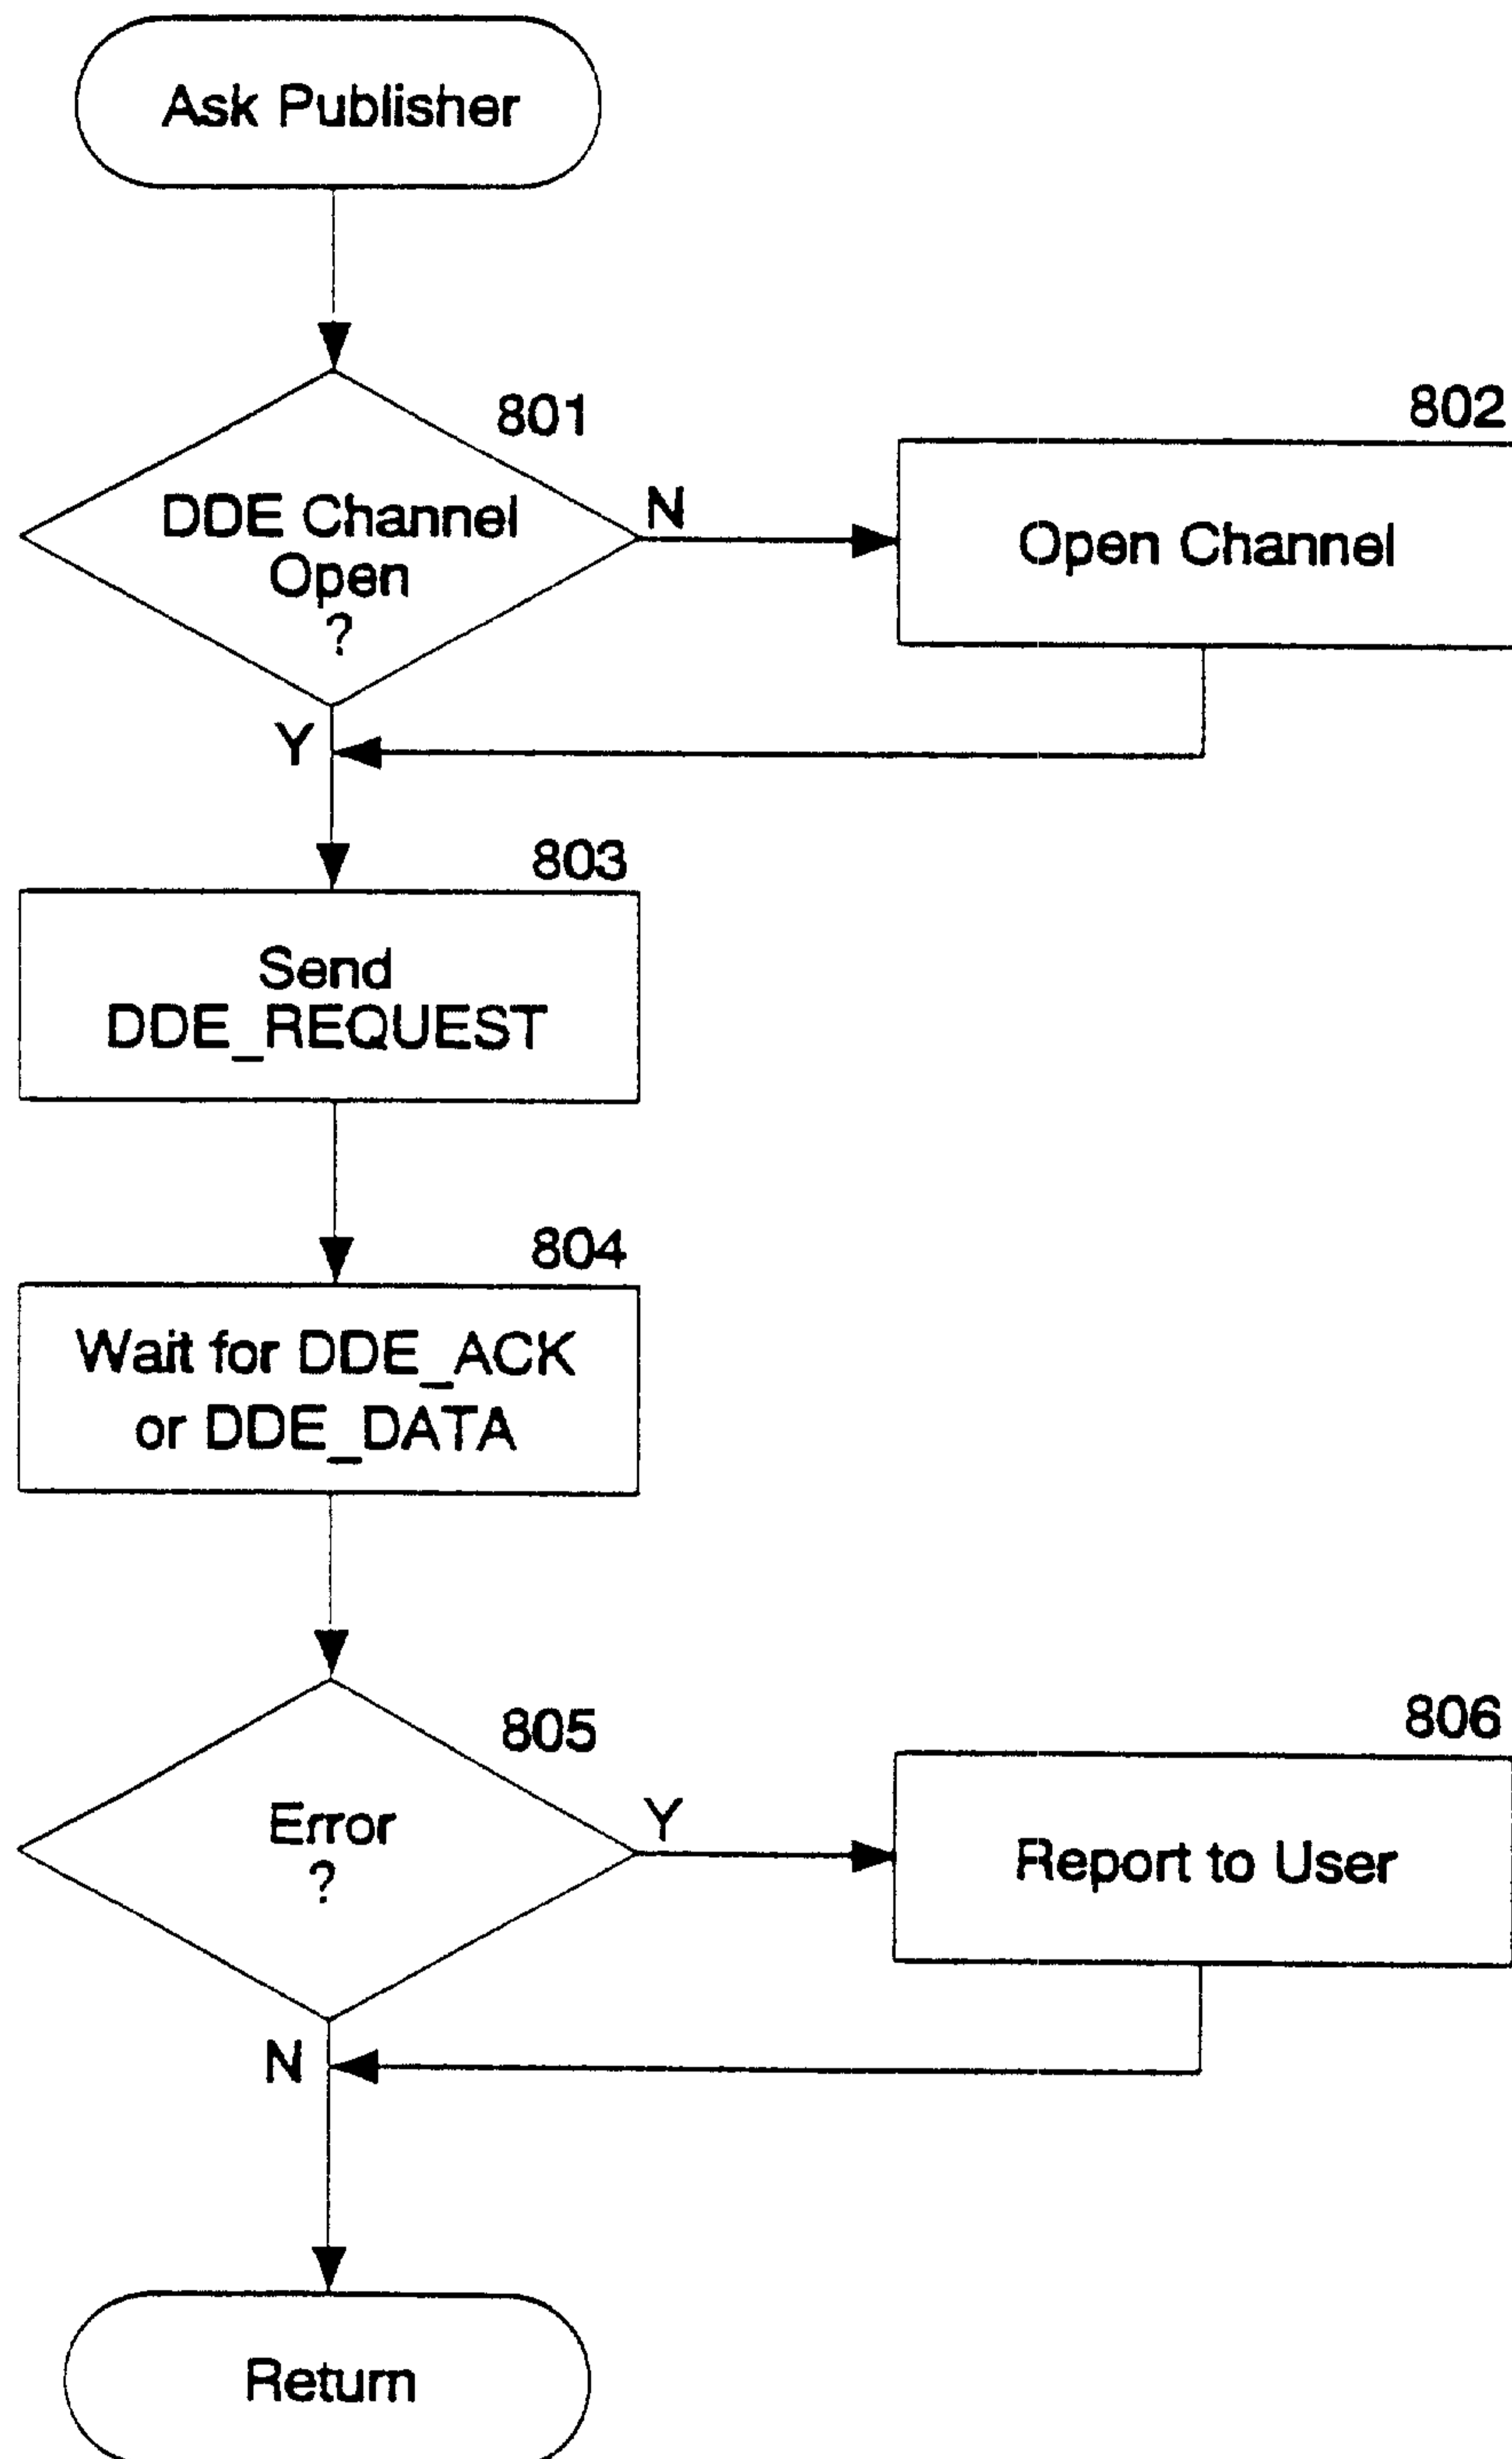 Ask Publisher
801
DDE Channel
Open
?
N
802
Open Channel
Y
803
Send
DDE_REQUEST
804
Wait for DDE_ACK
or DDE_DATA
805
Error
?
Y
806
Report to User
N
Return